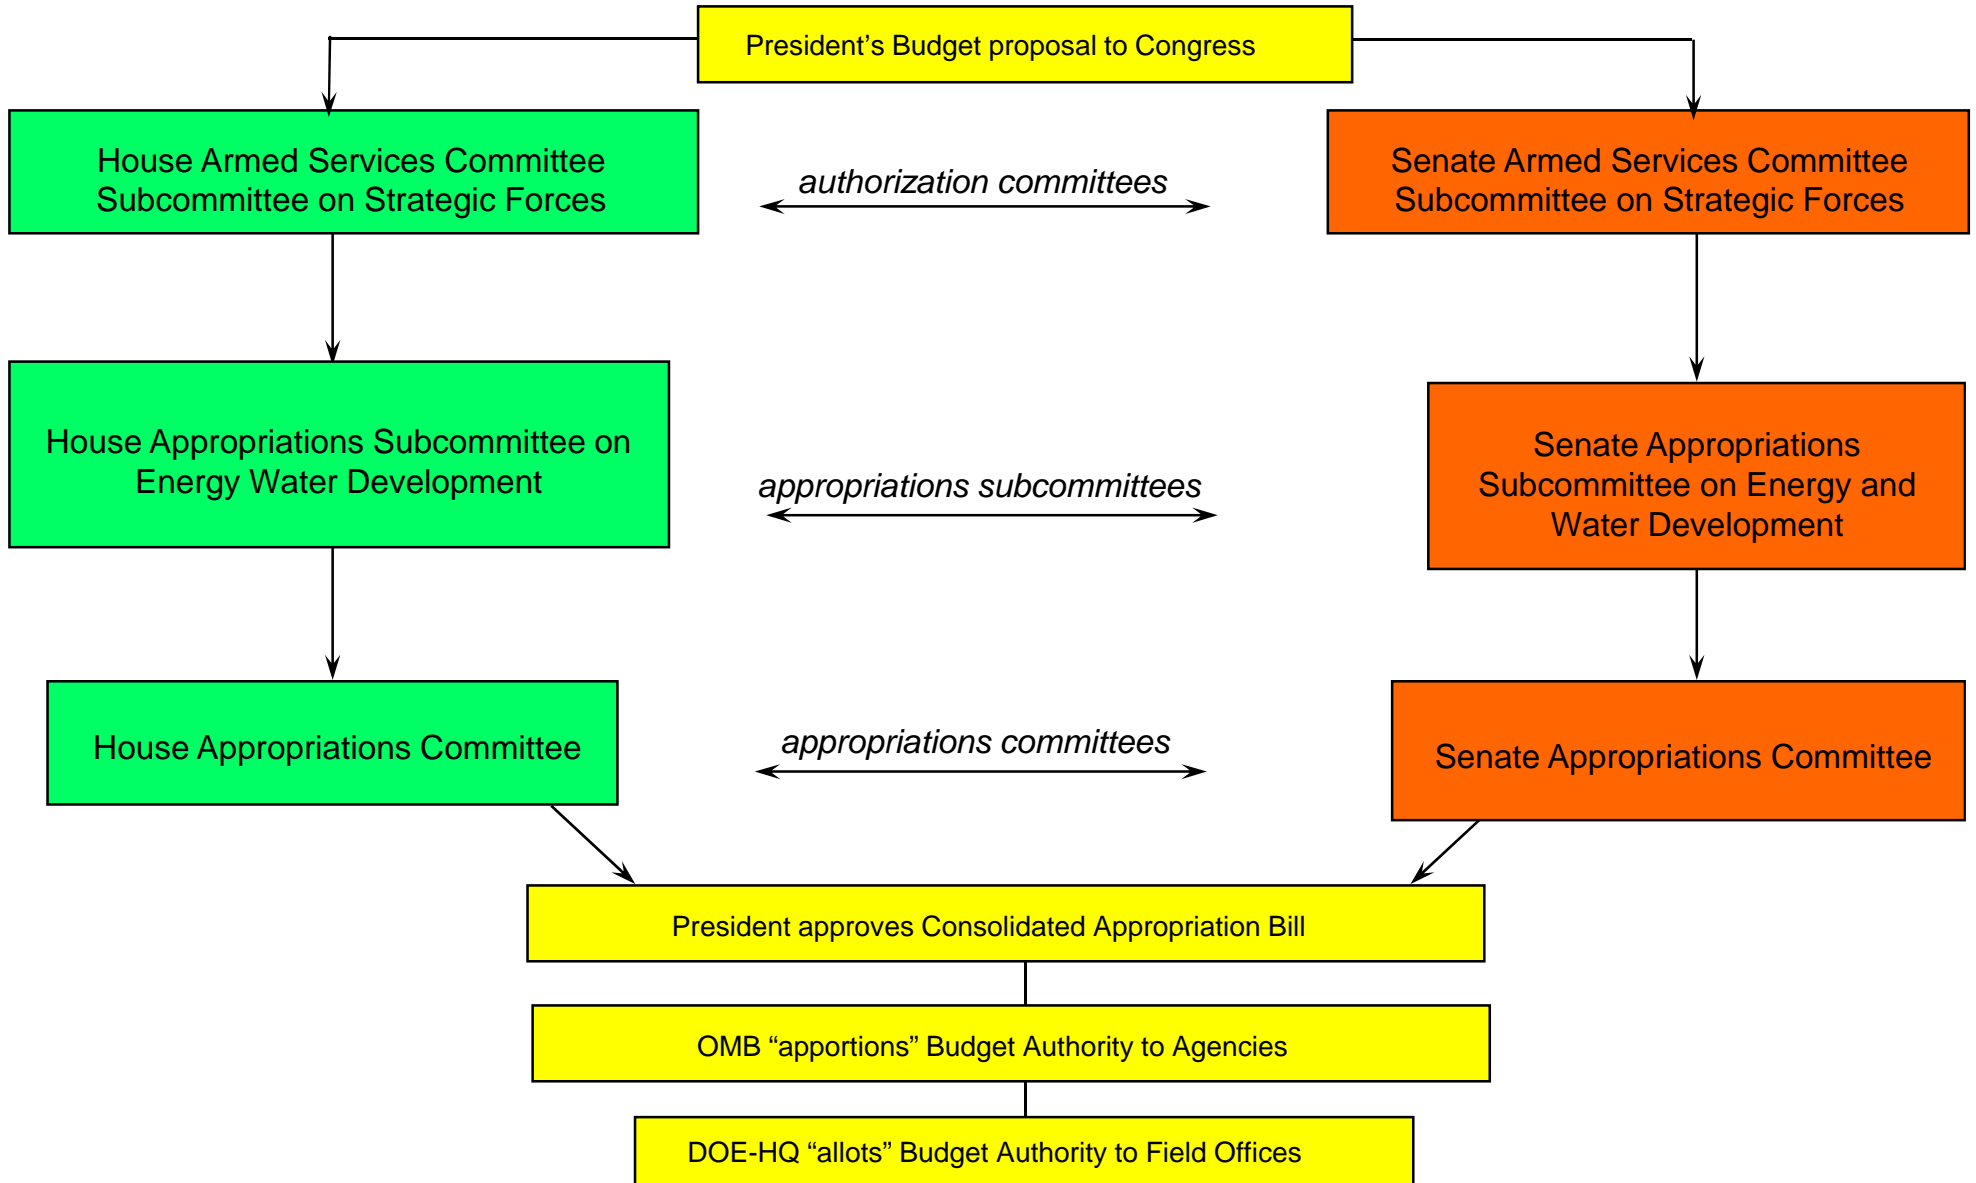 President’s Budget proposal to Congress
House Armed Services Committee
Subcommittee on Strategic Forces
authorization committees
Senate Armed Services Committee
Subcommittee on Strategic Forces
House Appropriations Subcommittee on
Energy Water Development
appropriations subcommittees
Senate Appropriations
Subcommittee on Energy and
Water Development
House Appropriations Committee
appropriations committees
Senate Appropriations Committee
President approves Consolidated Appropriation Bill
OMB “apportions” Budget Authority to Agencies
DOE-HQ “allots” Budget Authority to Field Offices